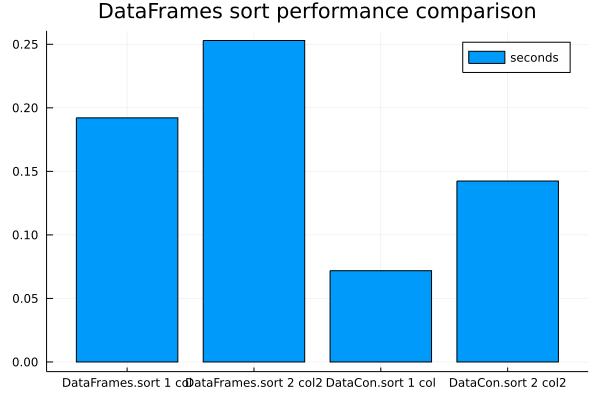 DataFrames sort performance comparison
seconds
0.25
0.20
0.15
0.10
0.05
0.00
DataFrames.sort 1 col DataFrames.sort 2 col2 DataCon.sort 1 col DataCon.sort 2 col2